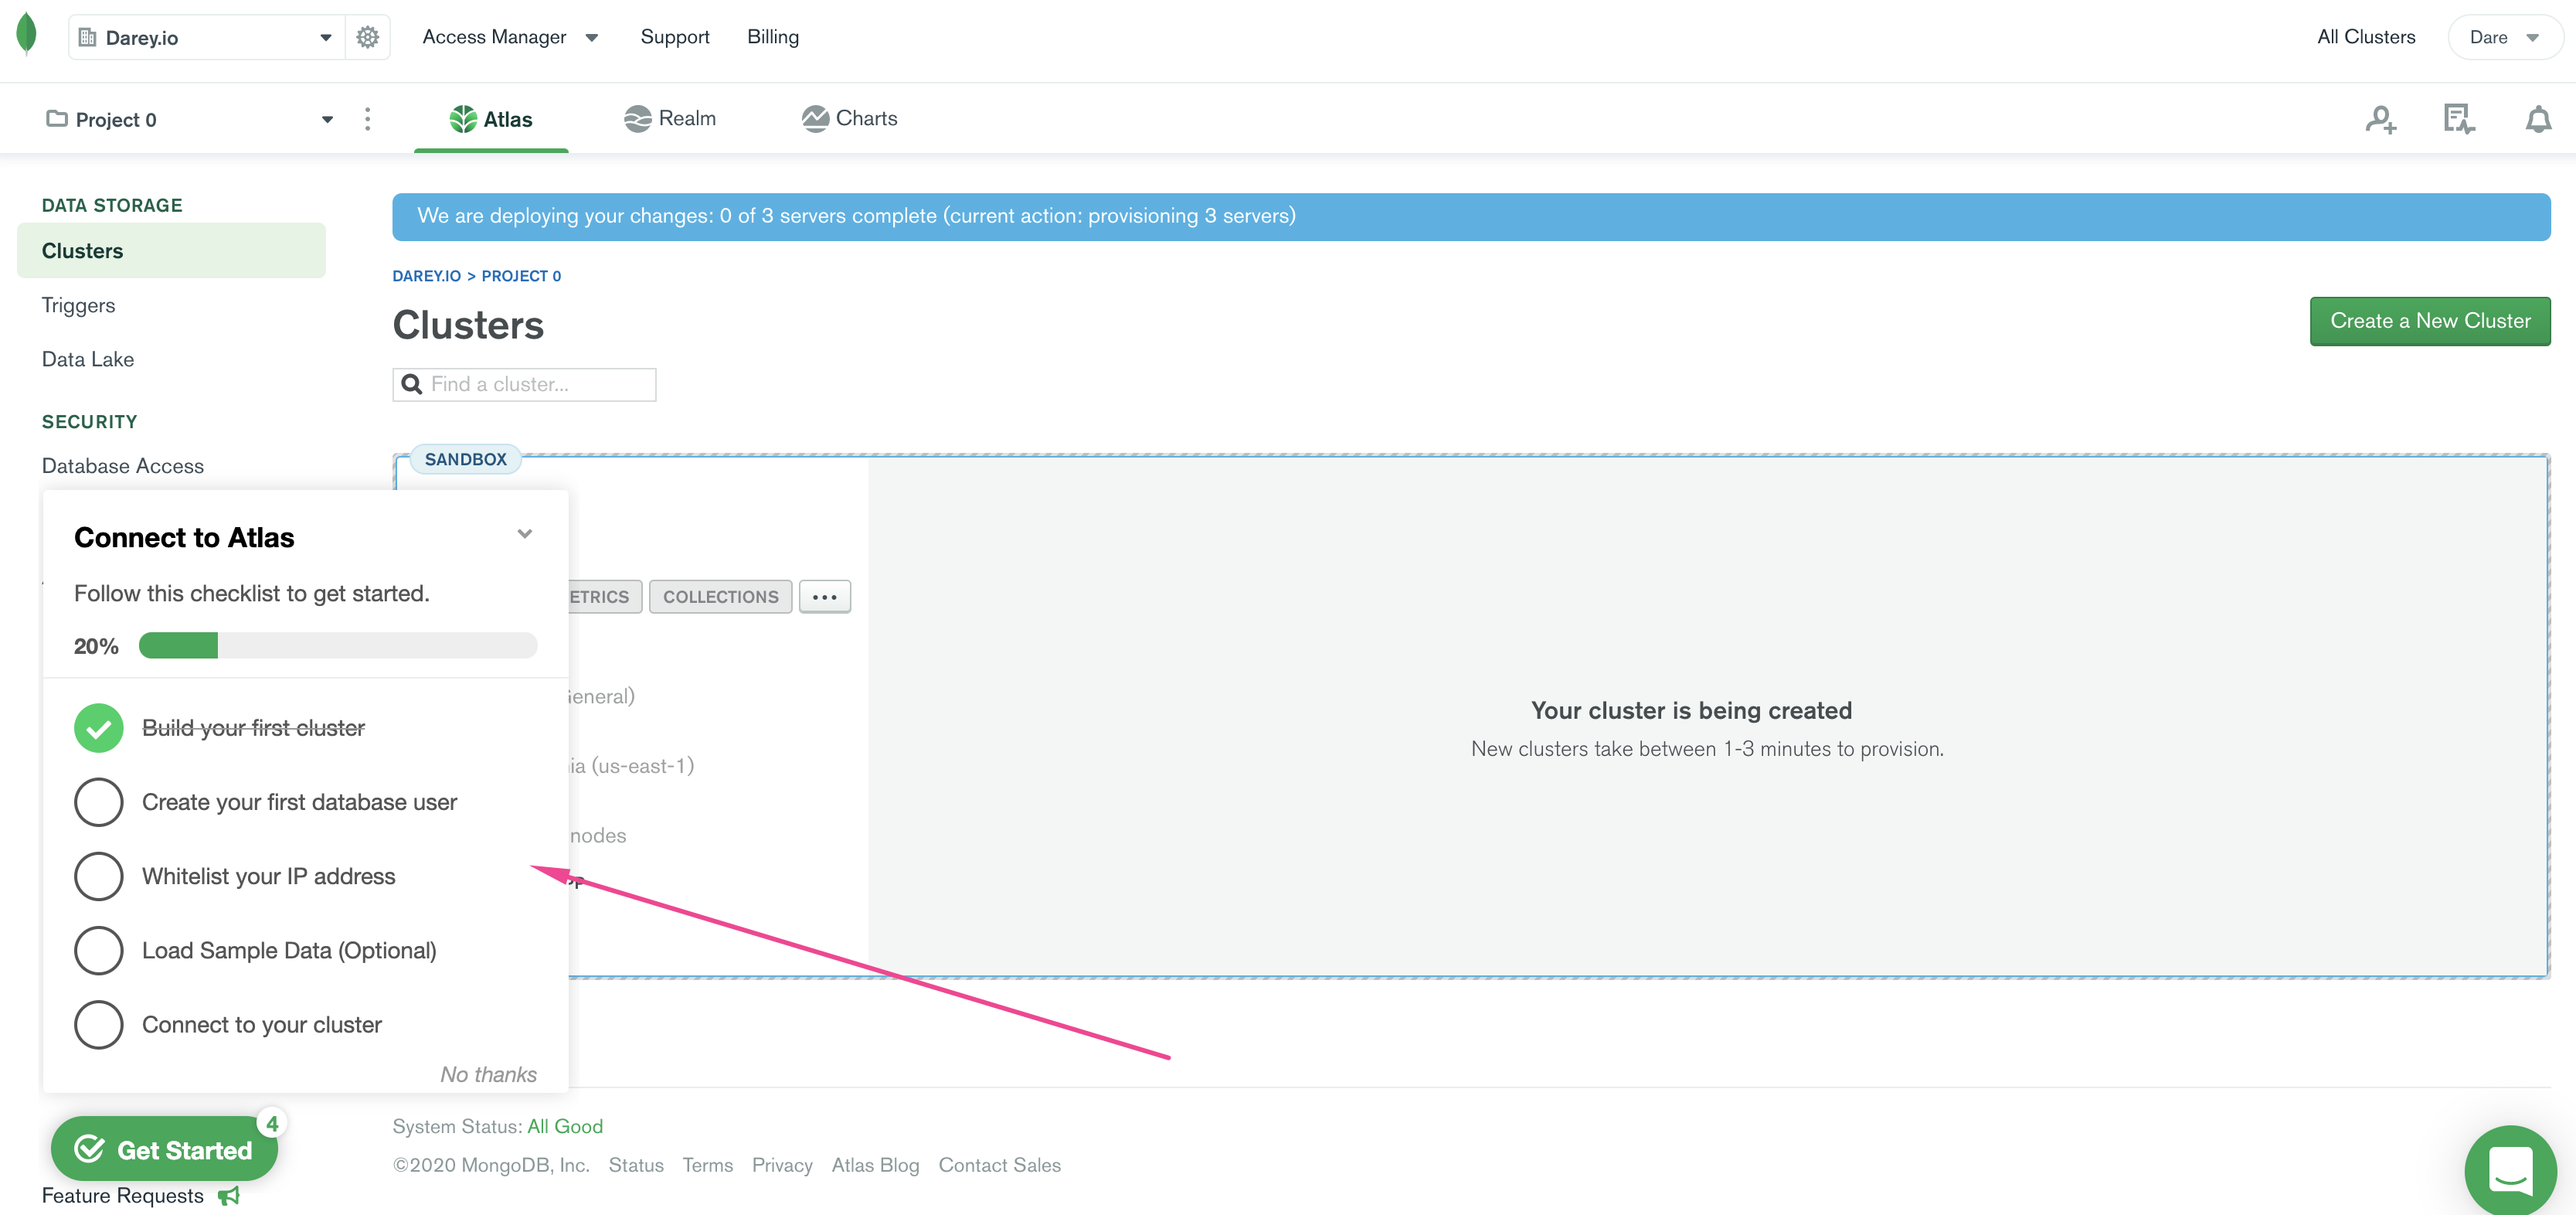 Darey.io
Access Manager
Support
Billing
All Clusters
Dare
Project 0
Atlas
Realm
Charts
DATA STORAGE
Clusters
Triggers
Data Lake
SECURITY
Database Access
We are deploying your changes: 0 of 3 servers complete (current action: provisioning 3 servers)
DAREY.IO > PROJECT 0
Clusters
Create a New Cluster
Find a cluster...
SANDBOX
ETRICS
COLLECTIONS
eneral)
ia (us-east-1)
nodes
Your cluster is being created
New clusters take between 1-3 minutes to provision.
Connect to Atlas
Follow this checklist to get started.
20%
Build your first cluster
Create your first database user
Whitelist your IP address
Load Sample Data (Optional)
Connect to your cluster
No thanks
Get Started
4
Feature Requests
System Status: All Good
©2020 MongoDB, Inc. Status Terms Privacy Atlas Blog Contact Sales